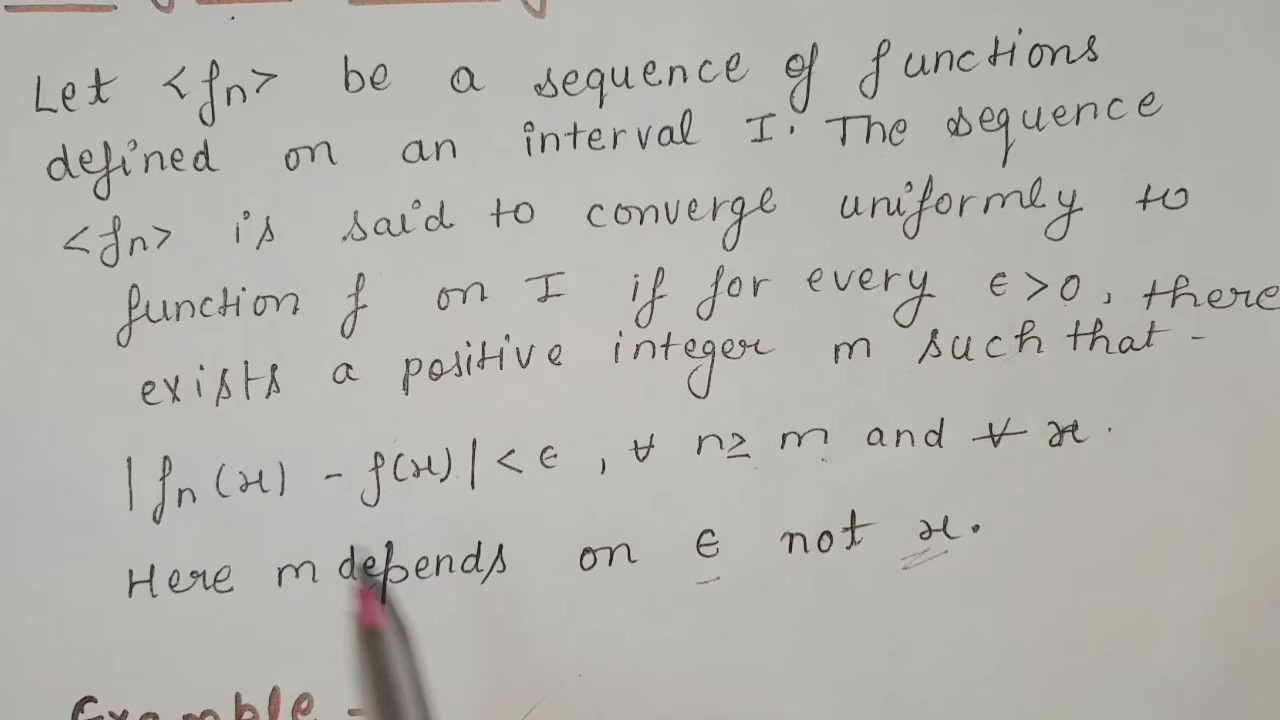 Let <fn> be a sequence of functions
defined on an interval I. The sequence
<fn> is said to converge uniformly to
function f on I if for every ϵ>0, there
exists a positive integer m such that -
|fn(x) - f(x)|<ϵ, ∀ n≥ m and ∀ x.
Here m depends on ϵ not x.
Example -